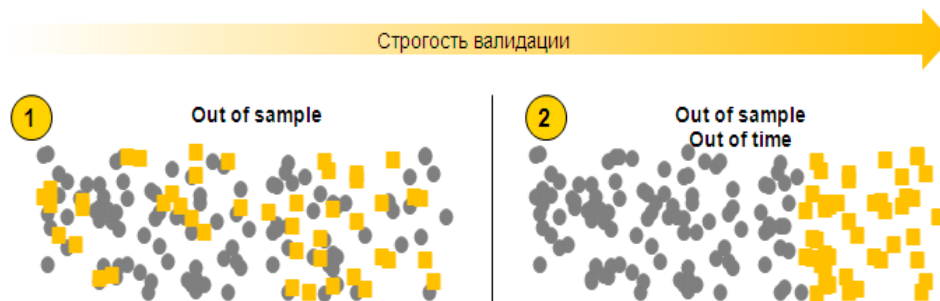 Строгость валидации
1
Out of sample
2
Out of sample
Out of time